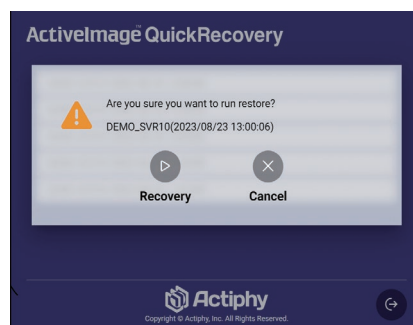 ActiveImage QuickRecovery
Are you sure you want to run restore?
DEMO_SVR10(2023/08/23 13:00:06)
Recovery
Cancel
Actiphy
Copyright © Actiphy, Inc. All Rights Reserved.